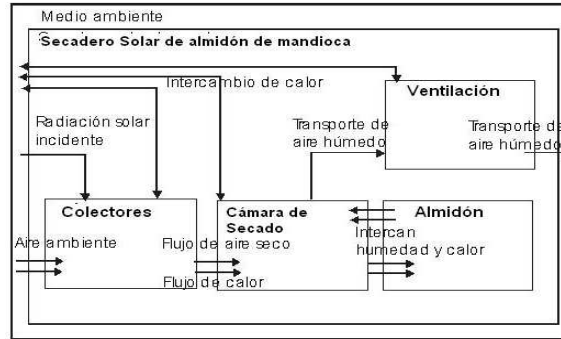 Medio ambiente
Secadero Solar de almidón de mandioca
Intercambio de calor
Ventilación
Radiación solar
incidente
Transporte de
aire húmedo
Transporte de
aire húmedo
Colectores
Cámara de
Secado
Almidón
Aire ambiente
Flujo de aire seco
Intercan
humedad y calor
Flujo de calor